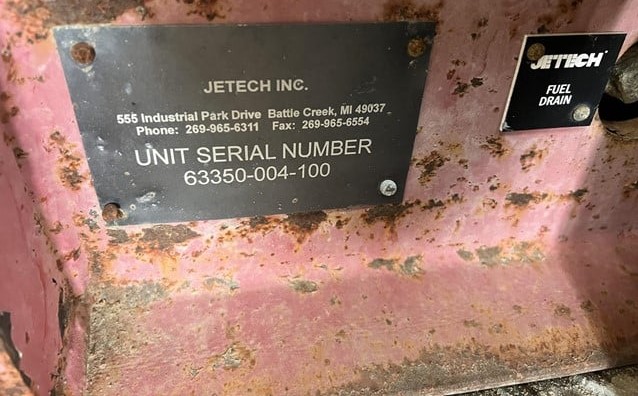 JETECH INC.
555 Industrial Park Drive Battle Creek, MI 49037
Phone: 269-965-6311 Fax: 269-965-6554
UNIT SERIAL NUMBER
63350-004-100
JETECH
FUEL
DRAIN